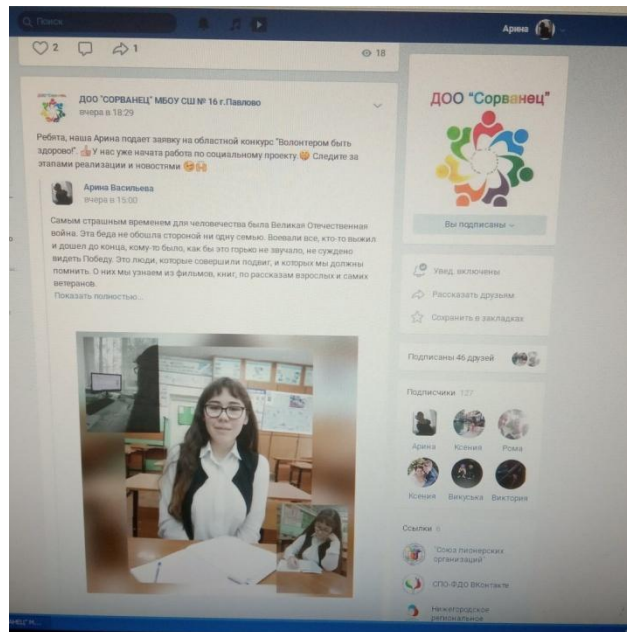 Поиск
Арина
2
1
18
ДОО "СОРВАНЕЦ" МБОУ СШ № 16 г.Павлово
вчера в 18:29
Ребята, наша Арина подает заявку на областной конкурс "Волонтером быть
здорово!". У нас уже начата работа по социальному проекту. Следите за
этапами реализации и новостями
Арина Васильева
вчера в 15:00
Самым страшным временем для человечества была Великая Отечественная
война. Эта беда не обошла стороной ни одну семью. Воевали все, кто-то выжил
и дошел до конца, кому-то было, как бы это горько не звучало, не суждено
видеть Победу. Это люди, которые совершили подвиг, и которых мы должны
помнить. О них мы узнаем из фильмов, книг, по рассказам взрослых и самих
ветеранов.
Показать полностью...
ДОО "Сорванец"
Вы подписаны
Увед. включены
Рассказать друзьям
Сохранить в закладках
Подписаны 46 друзей
Подписчики 127
Арина Ксения Рома
Ксения Викуська Виктория
Ссылки 8
"Союз пионерских
организаций"
СПО-ФДО ВКонтакте
Нижегородское
региональное